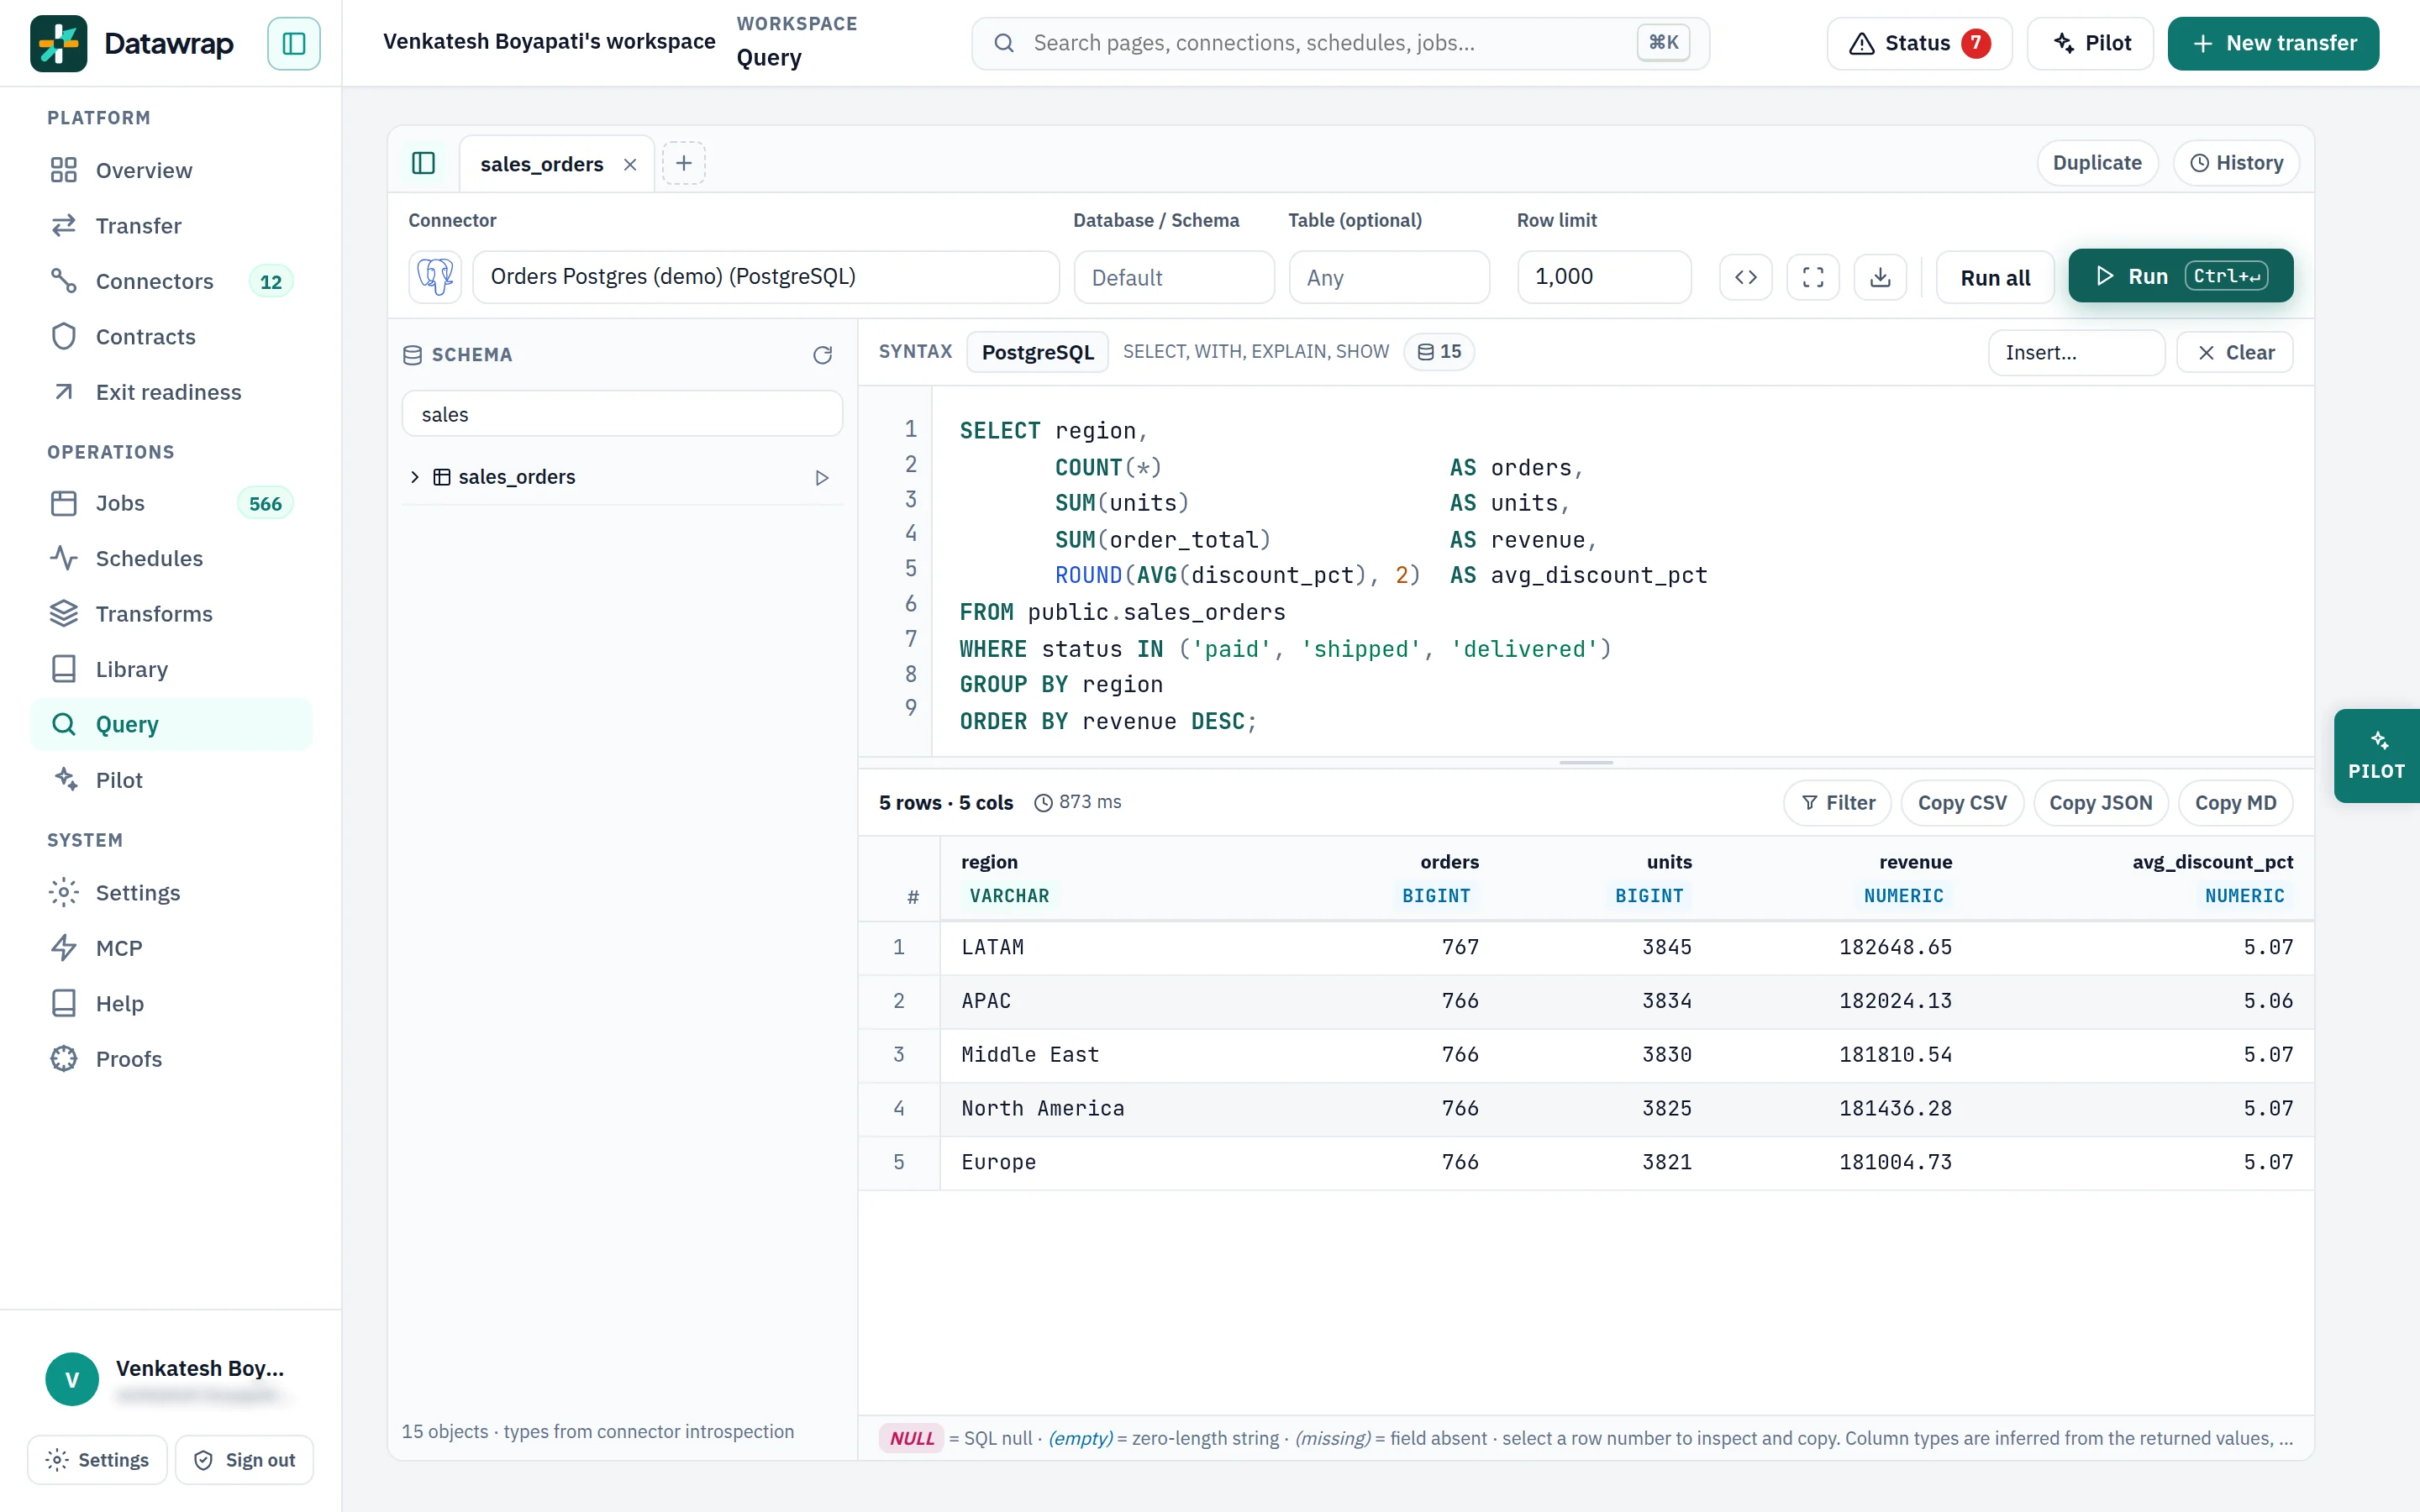 Datawrap
Venkatesh Boyapati's workspace
WORKSPACE
Query
Search pages, connections, schedules, jobs...
⌘K
Status 7
Pilot
New transfer
PLATFORM
Overview
Transfer
Connectors 12
Contracts
Exit readiness
OPERATIONS
Jobs 566
Schedules
Transforms
Library
Query
Pilot
SYSTEM
Settings
MCP
Help
Proofs
V
Venkatesh Boy...
Settings
Sign out
sales_orders
Duplicate
History
Connector
Database / Schema
Table (optional)
Row limit
Orders Postgres (demo) (PostgreSQL)
Default
Any
1,000
Run all
Run Ctrl+↵
SCHEMA
sales
sales_orders
15 objects · types from connector introspection
SYNTAX PostgreSQL SELECT, WITH, EXPLAIN, SHOW 15
Insert...
Clear
1 SELECT region,
2 COUNT(*) AS orders,
3 SUM(units) AS units,
4 SUM(order_total) AS revenue,
5 ROUND(AVG(discount_pct), 2) AS avg_discount_pct
6 FROM public.sales_orders
7 WHERE status IN ('paid', 'shipped', 'delivered')
8 GROUP BY region
9 ORDER BY revenue DESC;
PILOT
5 rows · 5 cols 873 ms
Filter
Copy CSV
Copy JSON
Copy MD
region orders units revenue avg_discount_pct
# VARCHAR BIGINT BIGINT NUMERIC NUMERIC
1 LATAM 767 3845 182648.65 5.07
2 APAC 766 3834 182024.13 5.06
3 Middle East 766 3830 181810.54 5.07
4 North America 766 3825 181436.28 5.07
5 Europe 766 3821 181004.73 5.07
NULL = SQL null · (empty) = zero-length string · (missing) = field absent · select a row number to inspect and copy. Column types are inferred from the returned values, ...